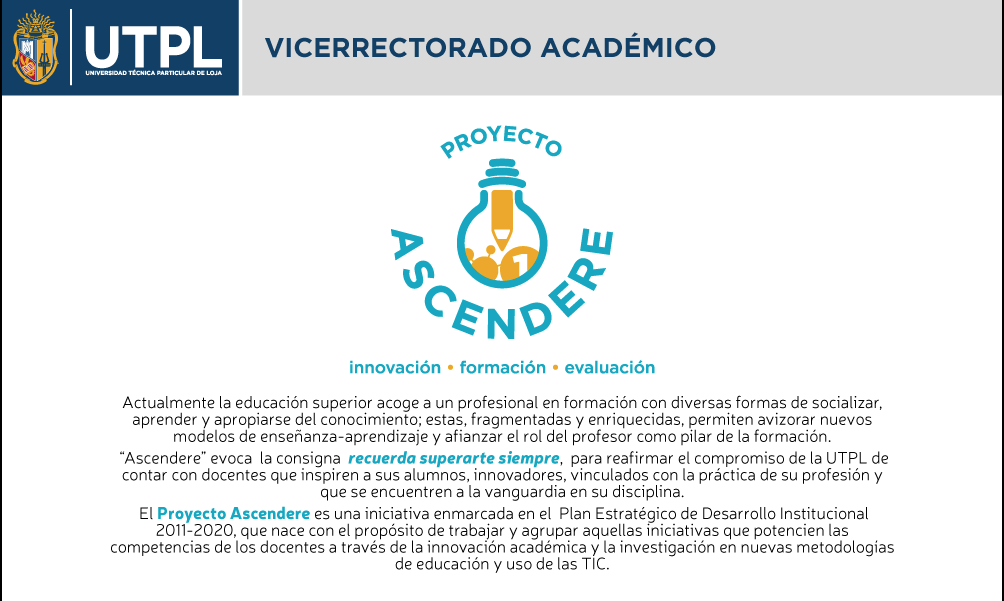 UTPL
UNIVERSIDAD TÉCNICA PARTICULAR DE LOJA
VICERRECTORADO ACADÉMICO
PROYECTO
1
ASCENDERE
innovación • formación • evaluación
Actualmente la educación superior acoge a un profesional en formación con diversas formas de socializar,
aprender y apropiarse del conocimiento; estas, fragmentadas y enriquecidas, permiten avizorar nuevos
modelos de enseñanza-aprendizaje y afianzar el rol del profesor como pilar de la formación.
“Ascendere” evoca la consigna recuerda superarte siempre, para reafirmar el compromiso de la UTPL de
contar con docentes que inspiren a sus alumnos, innovadores, vinculados con la práctica de su profesión y
que se encuentren a la vanguardia en su disciplina.
El Proyecto Ascendere es una iniciativa enmarcada en el Plan Estratégico de Desarrollo Institucional
2011-2020, que nace con el propósito de trabajar y agrupar aquellas iniciativas que potencien las
competencias de los docentes a través de la innovación académica y la investigación en nuevas metodologías
de educación y uso de las TIC.